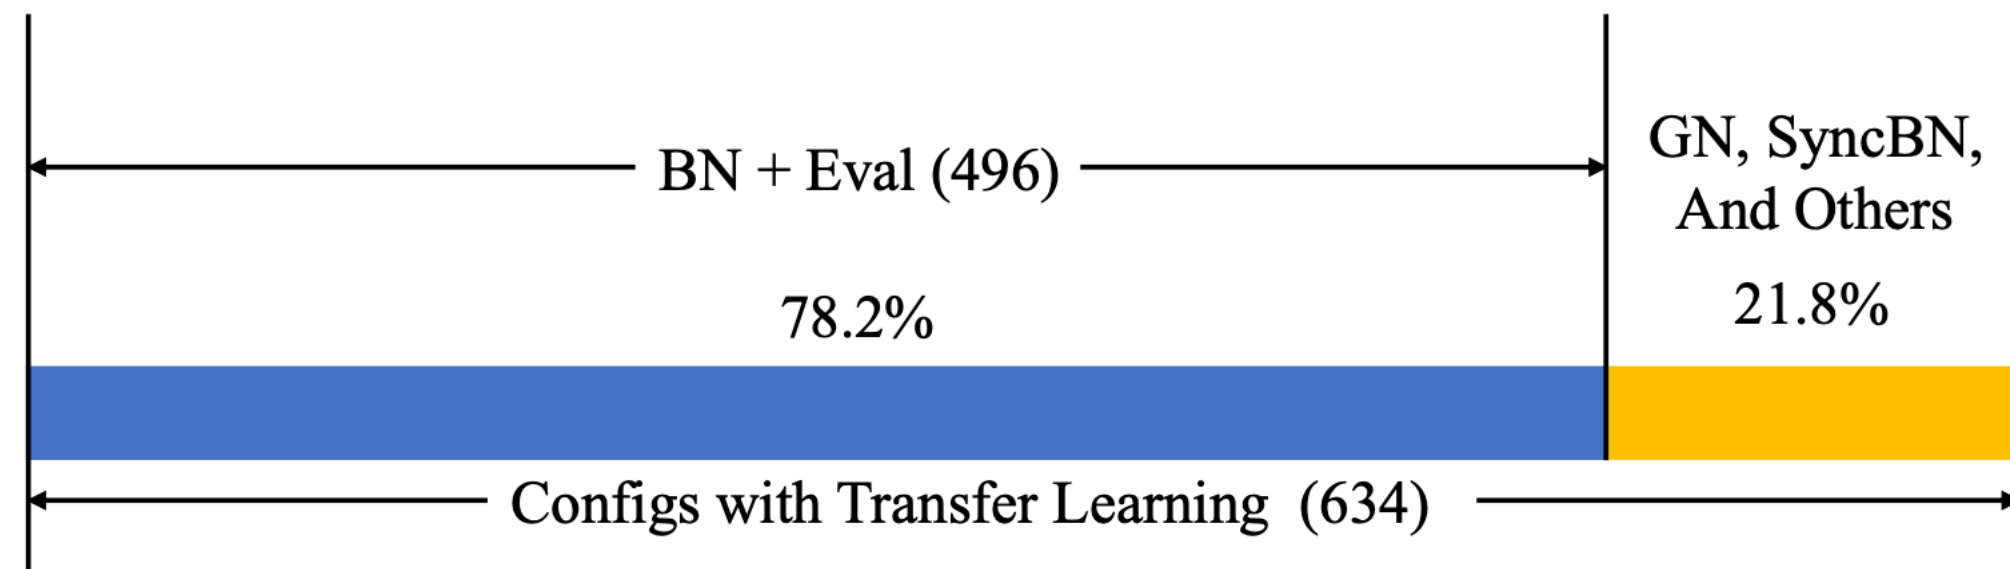 BN + Eval (496)
GN, SyncBN,
And Others
78.2%
21.8%
Configs with Transfer Learning (634)